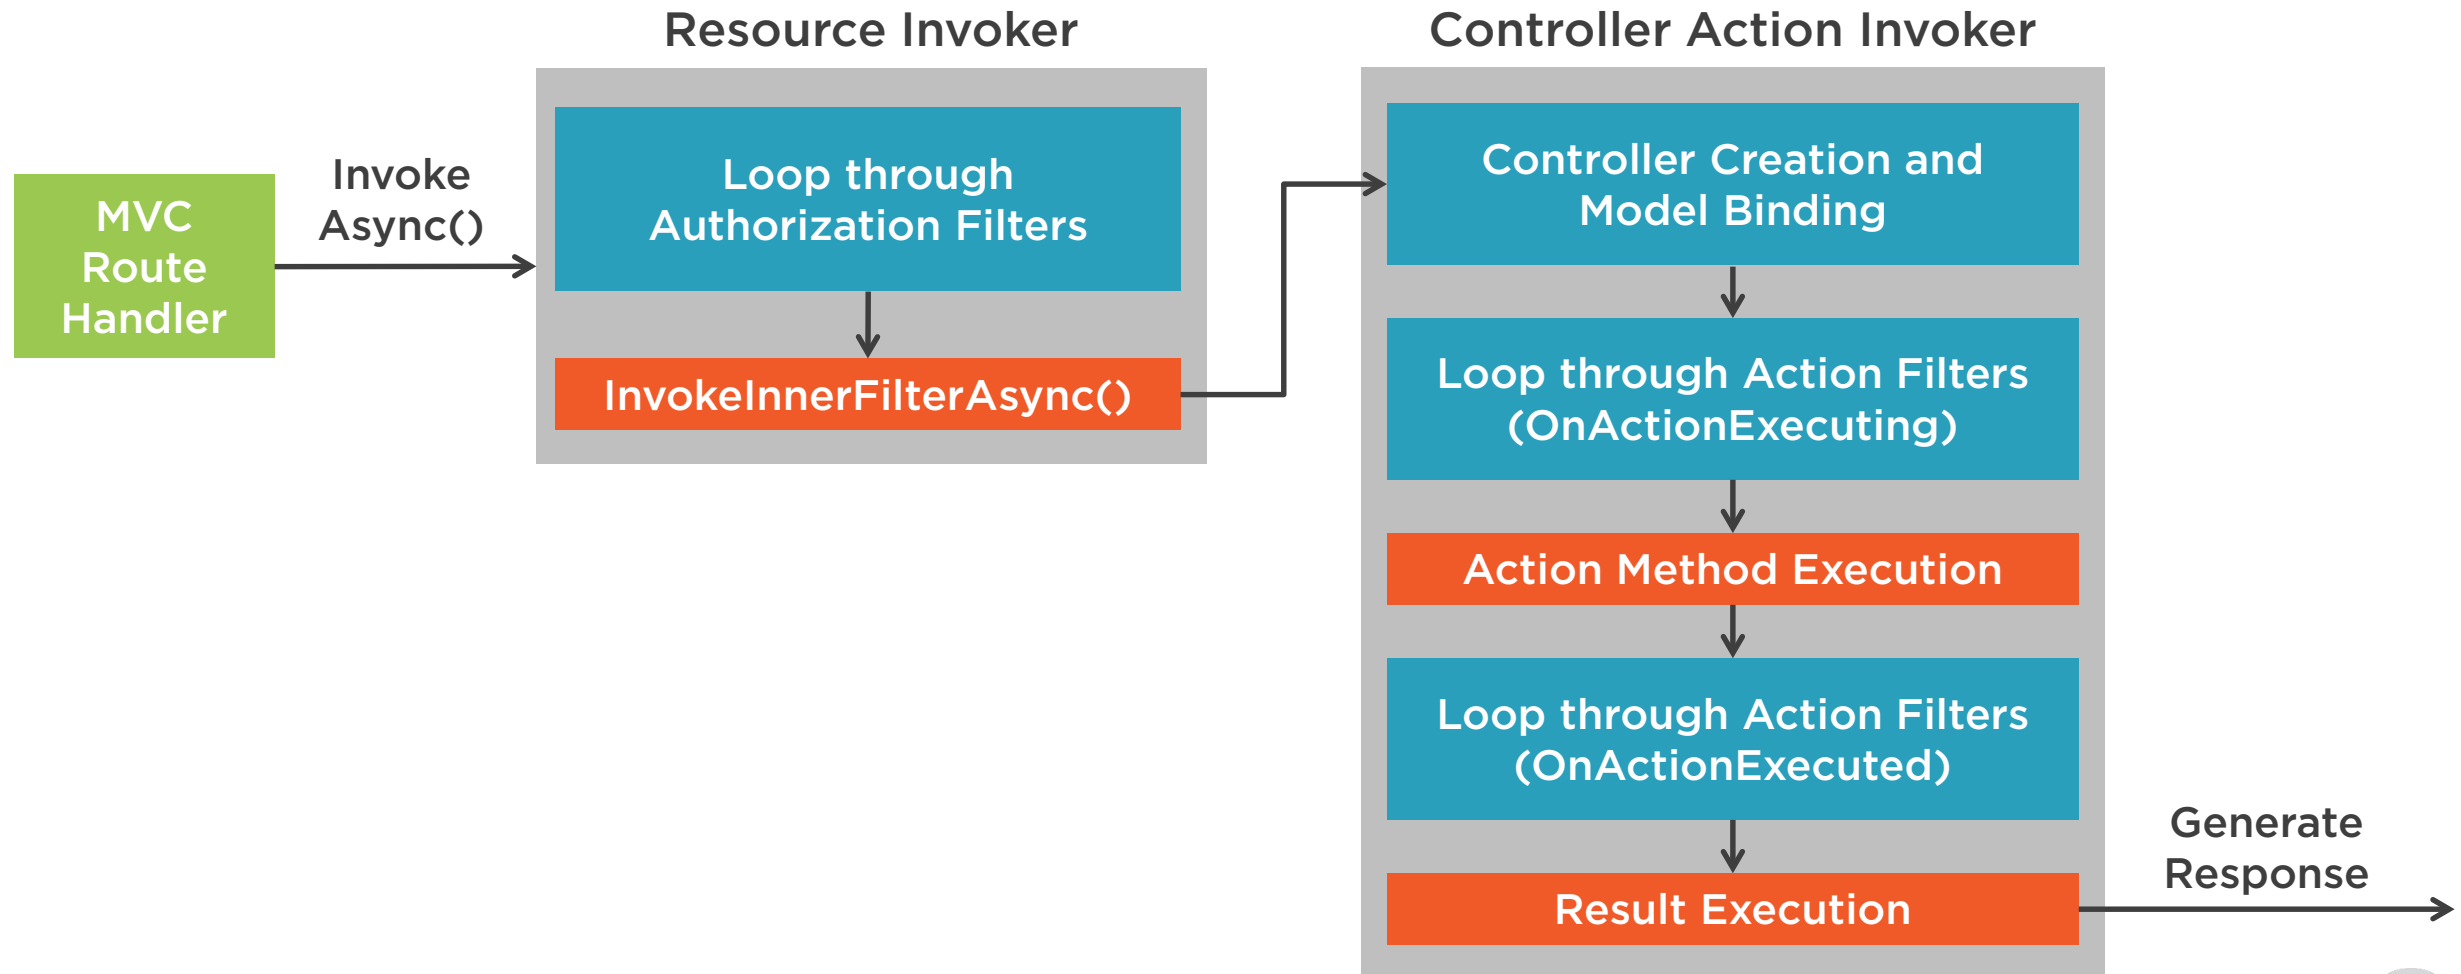 Resource Invoker
Controller Action Invoker
MVC
Route
Handler
Invoke
Async()
Loop through
Authorization Filters
InvokeInnerFilterAsync()
Controller Creation and
Model Binding
Loop through Action Filters
(OnActionExecuting)
Action Method Execution
Loop through Action Filters
(OnActionExecuted)
Result Execution
Generate
Response